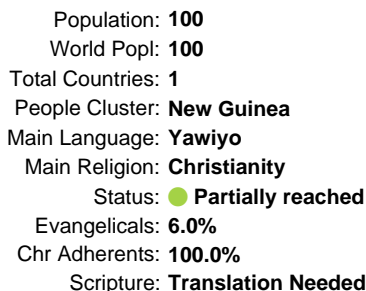 Population: 100
World Popl: 100
Total Countries: 1
People Cluster: New Guinea
Main Language: Yawiyo
Main Religion: Christianity
Status: Partially reached
Evangelicals: 6.0%
Chr Adherents: 100.0%
Scripture: Translation Needed